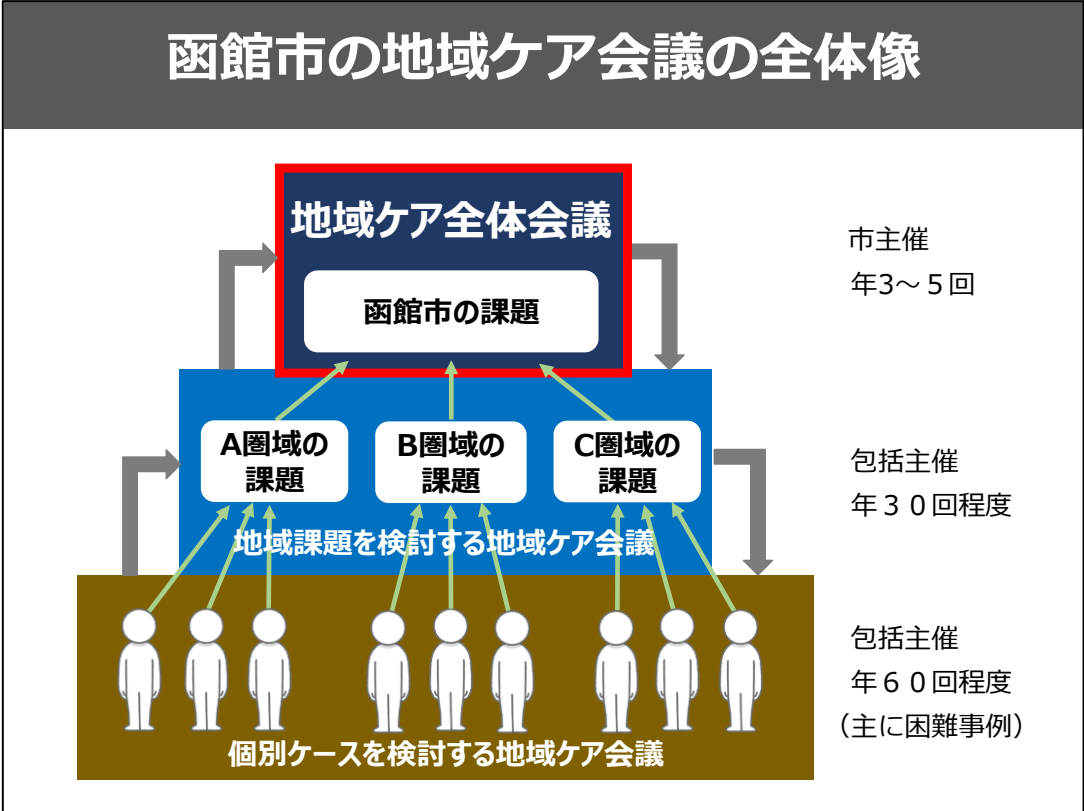 函館市の地域ケア会議の全体像
地域ケア全体会議
函館市の課題
市主催
年3～５回
A圏域の
課題
B圏域の
課題
C圏域の
課題
地域課題を検討する地域ケア会議
包括主催
年３０回程度
個別ケースを検討する地域ケア会議
包括主催
年６０回程度
（主に困難事例）